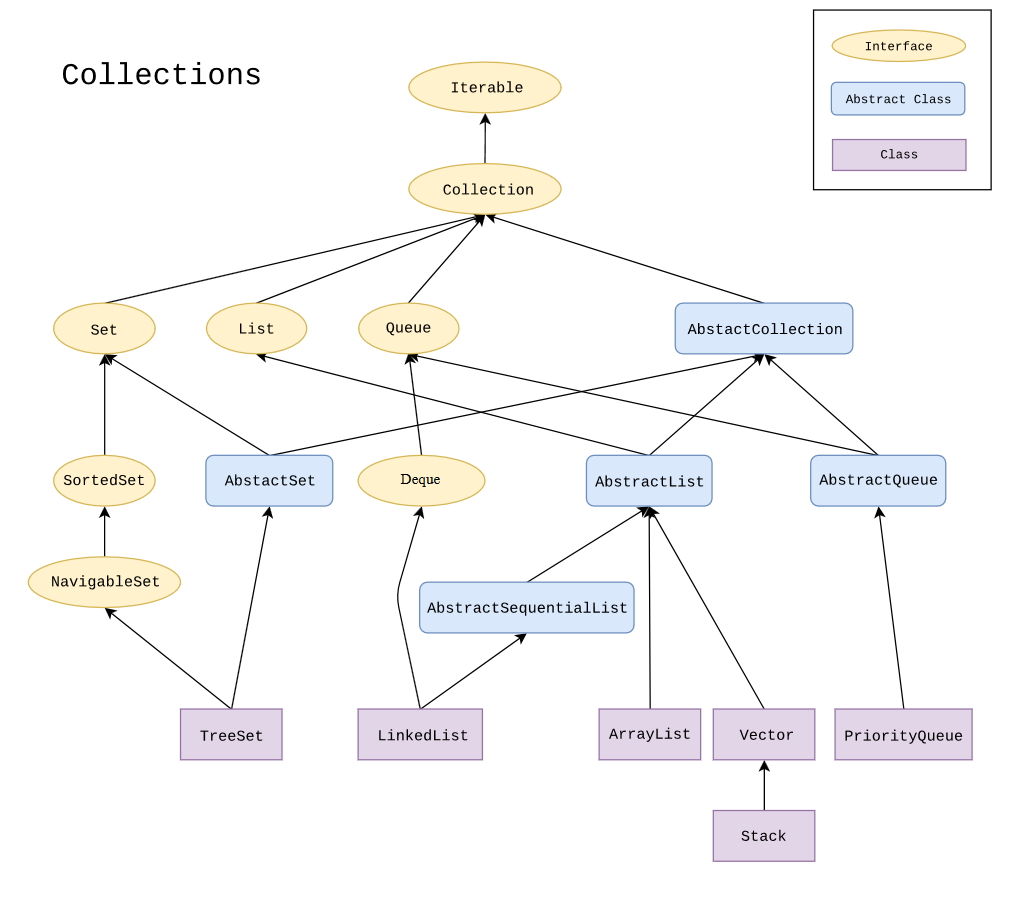 Collections
Interface
Abstract Class
Class
Iterable
Collection
Set
List
Queue
AbstactCollection
SortedSet
AbstactSet
Deque
AbstractList
AbstractQueue
NavigableSet
AbstractSequentialList
TreeSet
LinkedList
ArrayList
Vector
PriorityQueue
Stack